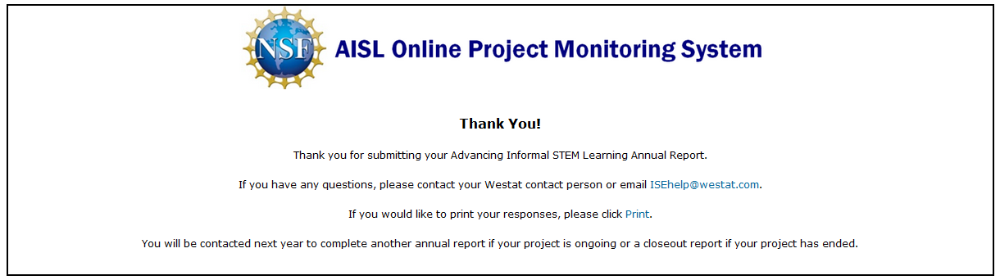 NSF
AISL Online Project Monitoring System
Thank You!
Thank you for submitting your Advancing Informal STEM Learning Annual Report.
If you have any questions, please contact your Westat contact person or email ISEhelp@westat.com.
If you would like to print your responses, please click Print.
You will be contacted next year to complete another annual report if your project is ongoing or a closeout report if your project has ended.